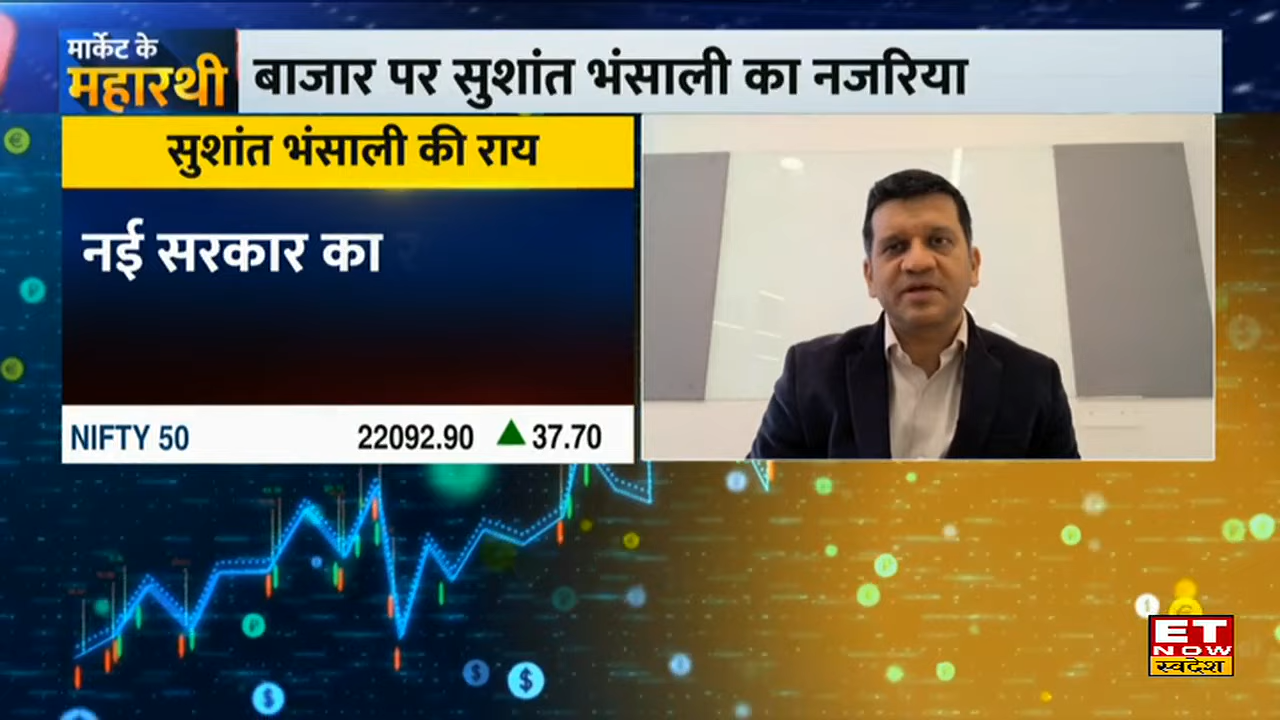 मार्केट के
महारथी
बाजार पर सुशांत भंसाली का नजरिया
सुशांत भंसाली की राय
नई सरकार का
NIFTY 50 22092.90 ▲ 37.70
ET
NOW
स्वदेश